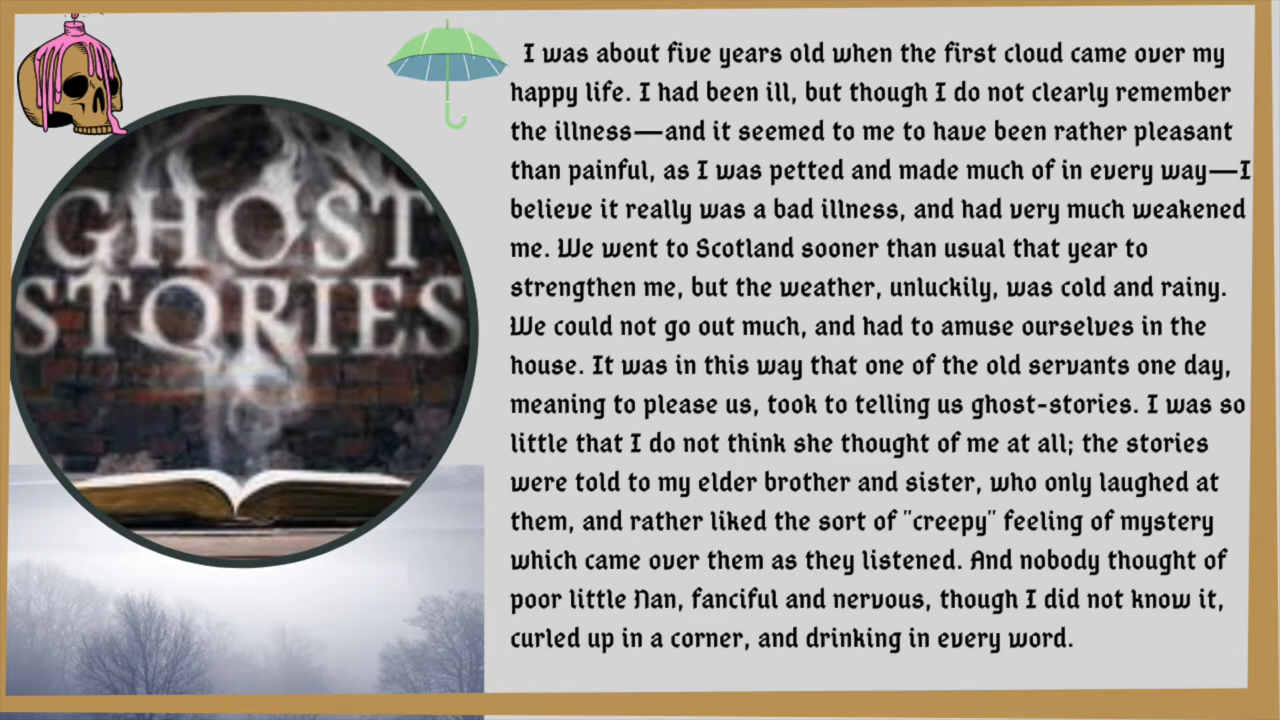 GHOST
STORIES
I was about five years old when the first cloud came over my
happy life. I had been ill, but though I do not clearly remember
the illness—and it seemed to me to have been rather pleasant
than painful, as I was petted and made much of in every way—I
believe it really was a bad illness, and had very much weakened
me. We went to Scotland sooner than usual that year to
strengthen me, but the weather, unluckily, was cold and rainy.
We could not go out much, and had to amuse ourselves in the
house. It was in this way that one of the old servants one day,
meaning to please us, took to telling us ghost-stories. I was so
little that I do not think she thought of me at all; the stories
were told to my elder brother and sister, who only laughed at
them, and rather liked the sort of "creepy" feeling of mystery
which came over them as they listened. And nobody thought of
poor little Nan, fanciful and nervous, though I did not know it,
curled up in a corner, and drinking in every word.